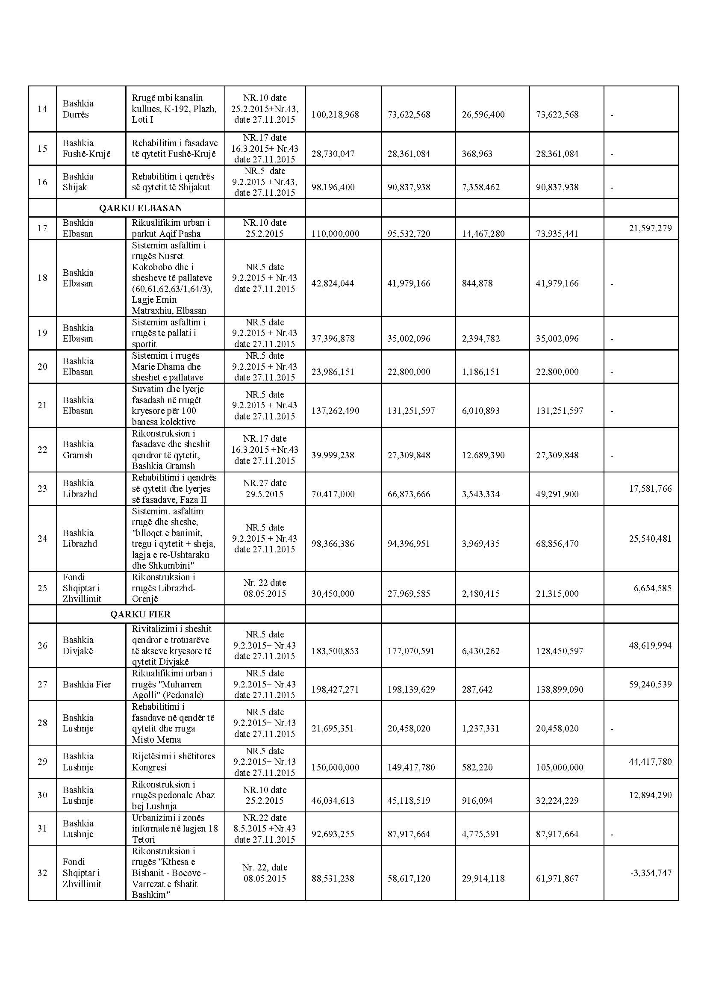 14
Bashkia
Durrës
Rrugë mbi kanalin
kullues, K-192, Plazh,
Loti I
NR.10 date
25.2.2015+Nr.43,
date 27.11.2015
100,218,968
73,622,568
26,596,400
73,622,568
-
15
Bashkia
Fushë-Krujë
Rehabilitim i fasadave
të qytetit Fushë-Krujë
NR.17 date
16.3.2015+ Nr.43
date 27.11.2015
28,730,047
28,361,084
368,963
28,361,084
-
16
Bashkia
Shijak
Rehabilitim i qendrës
së qytetit të Shijakut
NR.5  date
9.2.2015 +Nr.43,
date 27.11.2015
98,196,400
90,837,938
7,358,462
90,837,938
-
QARKU ELBASAN
17
Bashkia
Elbasan
Rikualifikim urban i
parkut Aqif Pasha
NR.10 date
25.2.2015
110,000,000
95,532,720
14,467,280
73,935,441
21,597,279
18
Bashkia
Elbasan
Sistemim asfaltim i
rrugës Nusret
Kokobobo dhe i
shesheve të pallateve
(60,61,62,63/1,64/3),
Lagje Emin
Matraxhiu, Elbasan
NR.5 date
9.2.2015 + Nr.43
date 27.11.2015
42,824,044
41,979,166
844,878
41,979,166
-
19
Bashkia
Elbasan
Sistemim asfaltim i
rrugës te pallati i
sportit
NR.5 date
9.2.2015 + Nr.43
date 27.11.2015
37,396,878
35,002,096
2,394,782
35,002,096
-
20
Bashkia
Elbasan
Sistemim i rrugës
Marie Dhama dhe
sheshet e pallatave
NR.5 date
9.2.2015 + Nr.43
date 27.11.2015
23,986,151
22,800,000
1,186,151
22,800,000
-
21
Bashkia
Elbasan
Suvatim dhe lyerje
fasadash në rrugët
kryesore për 100
banesa kolektive
NR.5 date
9.2.2015 + Nr.43
date 27.11.2015
137,262,490
131,251,597
6,010,893
131,251,597
-
22
Bashkia
Gramsh
Rikonstruksion i
fasadave dhe sheshit
qendror të qytetit,
Bashkia Gramsh
NR.17 date
16.3.2015 +Nr.43
date 27.11.2015
39,999,238
27,309,848
12,689,390
27,309,848
-
23
Bashkia
Librazhd
Rehabilitimi i qendrës
së qytetit dhe lyerjes
së fasadave, Faza II
NR.27 date
29.5.2015
70,417,000
66,873,666
3,543,334
49,291,900
17,581,766
24
Bashkia
Librazhd
Sistemim, asfaltim
rrugë dhe sheshe,
"blloqet e banimit,
tregu i qytetit + sheja,
lagja e re-Ushtaraku
dhe Shkumbini"
NR.5 date
9.2.2015 + Nr.43
date 27.11.2015
98,366,386
94,396,951
3,969,435
68,856,470
25,540,481
25
Fondi
Shqiptar i
Zhvillimit
Rikonstruksion i
rrugës Librazhd-
Orenjë
Nr. 22 date
08.05.2015
30,450,000
27,969,585
2,480,415
21,315,000
6,654,585
QARKU FIER
26
Bashkia
Divjakë
Rivitalizimi i sheshit
qendror e trotuarëve
të akseve kryesore të
qytetit Divjakë
NR.5 date
9.2.2015+ Nr.43
date 27.11.2015
183,500,853
177,070,591
6,430,262
128,450,597
48,619,994
27
Bashkia Fier
Rikualifikimi urban i
rrugës "Muharrem
Agolli" (Pedonale)
NR.5 date
9.2.2015+ Nr.43
date 27.11.2015
198,427,271
198,139,629
287,642
138,899,090
59,240,539
28
Bashkia
Lushnje
Rehabilitimi i
fasadave në qendër të
qytetit dhe rruga
Misto Mema
NR.5 date
9.2.2015+ Nr.43
date 27.11.2015
21,695,351
20,458,020
1,237,331
20,458,020
-
29
Bashkia
Lushnje
Rijetësimi i shëtitores
Kongresi
NR.5 date
9.2.2015+ Nr.43
date 27.11.2015
150,000,000
149,417,780
582,220
105,000,000
44,417,780
30
Bashkia
Lushnje
Rikonstruksion i
rrugës pedonale Abaz
bej Lushnja
NR.10 date
25.2.2015
46,034,613
45,118,519
916,094
32,224,229
12,894,290
31
Bashkia
Lushnje
Urbanizimi i zonës
informale në lagjen 18
Tetori
NR.22 date
8.5.2015 +Nr.43
date 27.11.2015
92,693,255
87,917,664
4,775,591
87,917,664
-
32
Fondi
Shqiptar i
Zhvillimit
Rikonstruksion i
rrugës "Kthesa e
Bishanit - Bocove -
Varrezat e fshatit
Bashkim"
Nr. 22, date
08.05.2015
88,531,238
58,617,120
29,914,118
61,971,867
-3,354,747